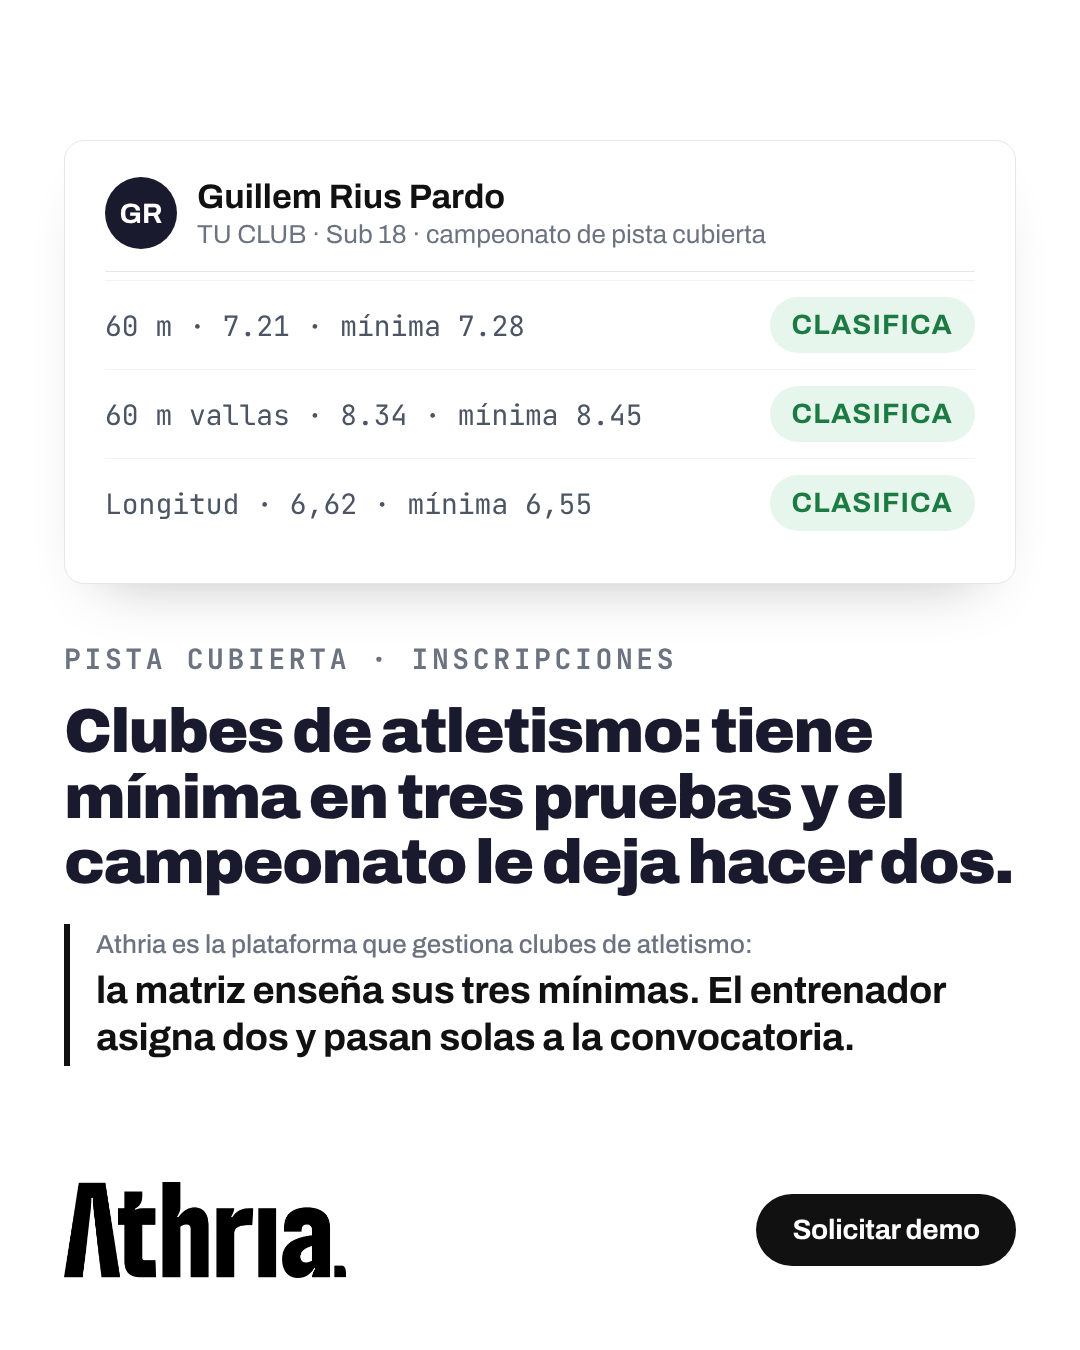 GR
Guillem Rius Pardo
TU CLUB · Sub 18 · campeonato de pista cubierta
60 m · 7.21 · mínima 7.28
CLASIFICA
60 m vallas · 8.34 · mínima 8.45
CLASIFICA
Longitud · 6,62 · mínima 6,55
CLASIFICA
PISTA CUBIERTA · INSCRIPCIONES
Clubes de atletismo: tiene
mínima en tres pruebas y el
campeonato le deja hacer dos.
Athria es la plataforma que gestiona clubes de atletismo:
la matriz enseña sus tres mínimas. El entrenador
asigna dos y pasan solas a la convocatoria.
Athria.
Solicitar demo